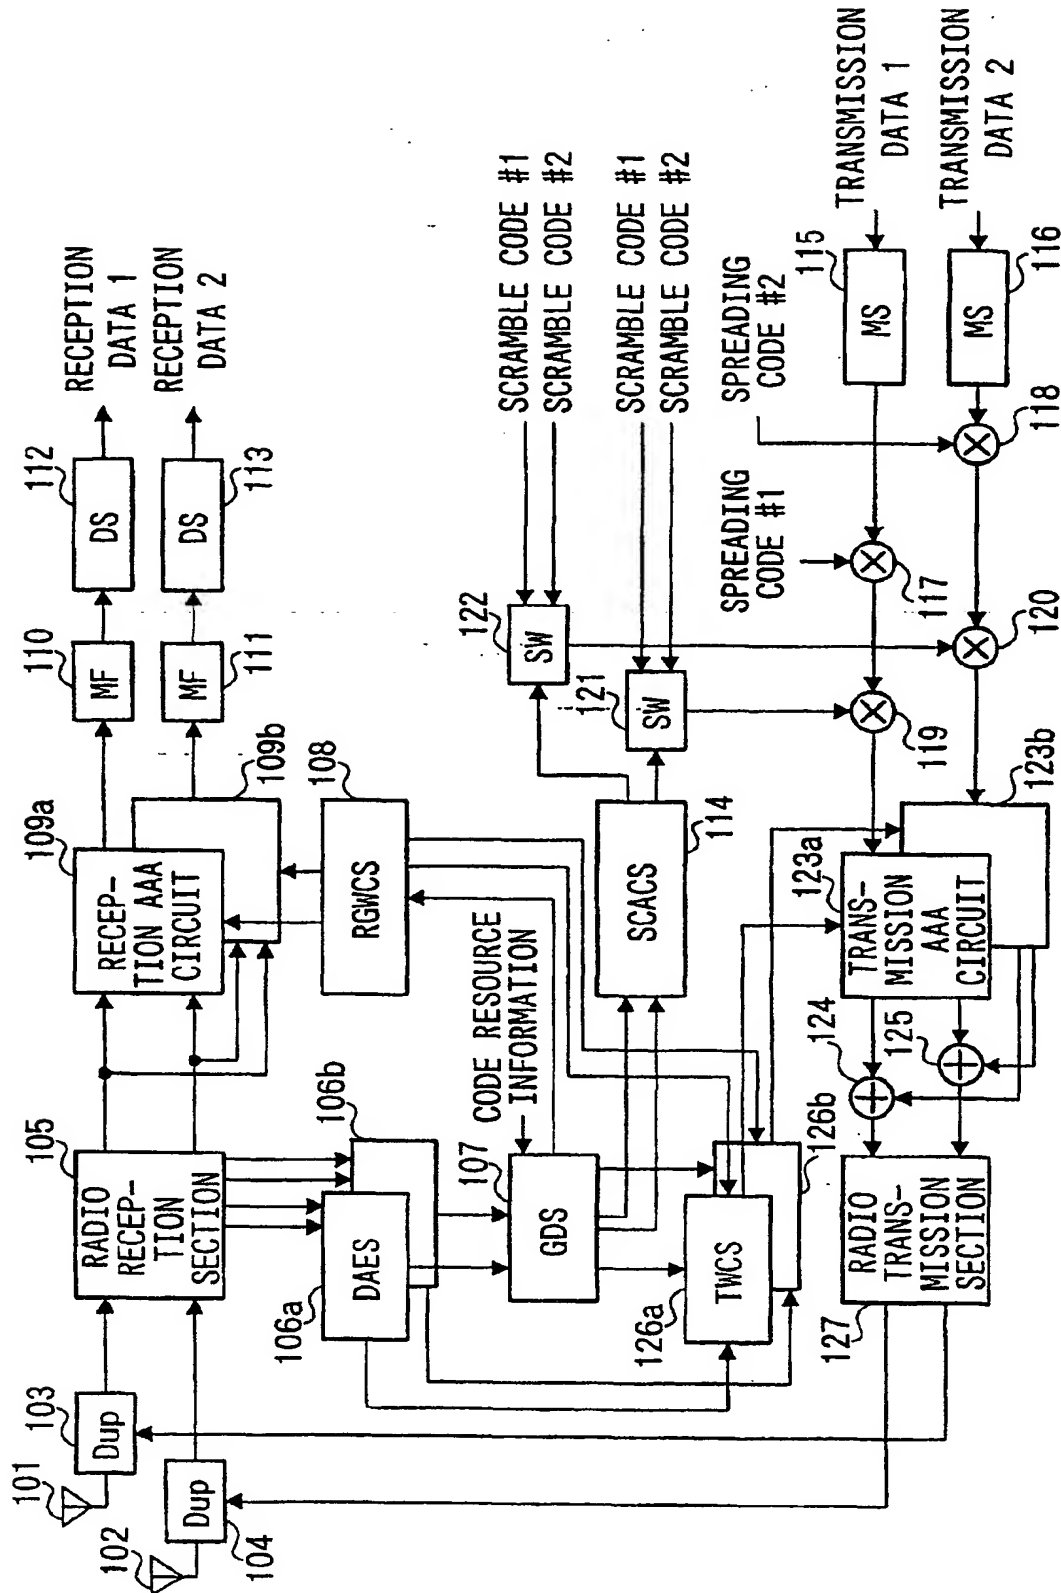 101
102
103
104
Dup
Dup
105
RADIO
RECEP-
TION
SECTION
106a
106b
DAES
107
GDS
CODE RESOURCE
INFORMATION
108
RGWCS
109a
109b
RECEP-
TION AAA
CIRCUIT
110
MF
111
MF
112
DS
113
DS
RECEPTION
DATA 1
RECEPTION
DATA 2
114
SCACS
121
SW
122
SW
SCRAMBLE CODE #1
SCRAMBLE CODE #2
SCRAMBLE CODE #1
SCRAMBLE CODE #2
SPREADING
CODE #1
SPREADING
CODE #2
115
MS
116
MS
TRANSMISSION
DATA 1
TRANSMISSION
DATA 2
117
118
119
120
123a
123b
TRANS-
MISSION
AAA
CIRCUIT
124
125
126a
126b
TWCS
127
RADIO
TRANS-
MISSION
SECTION